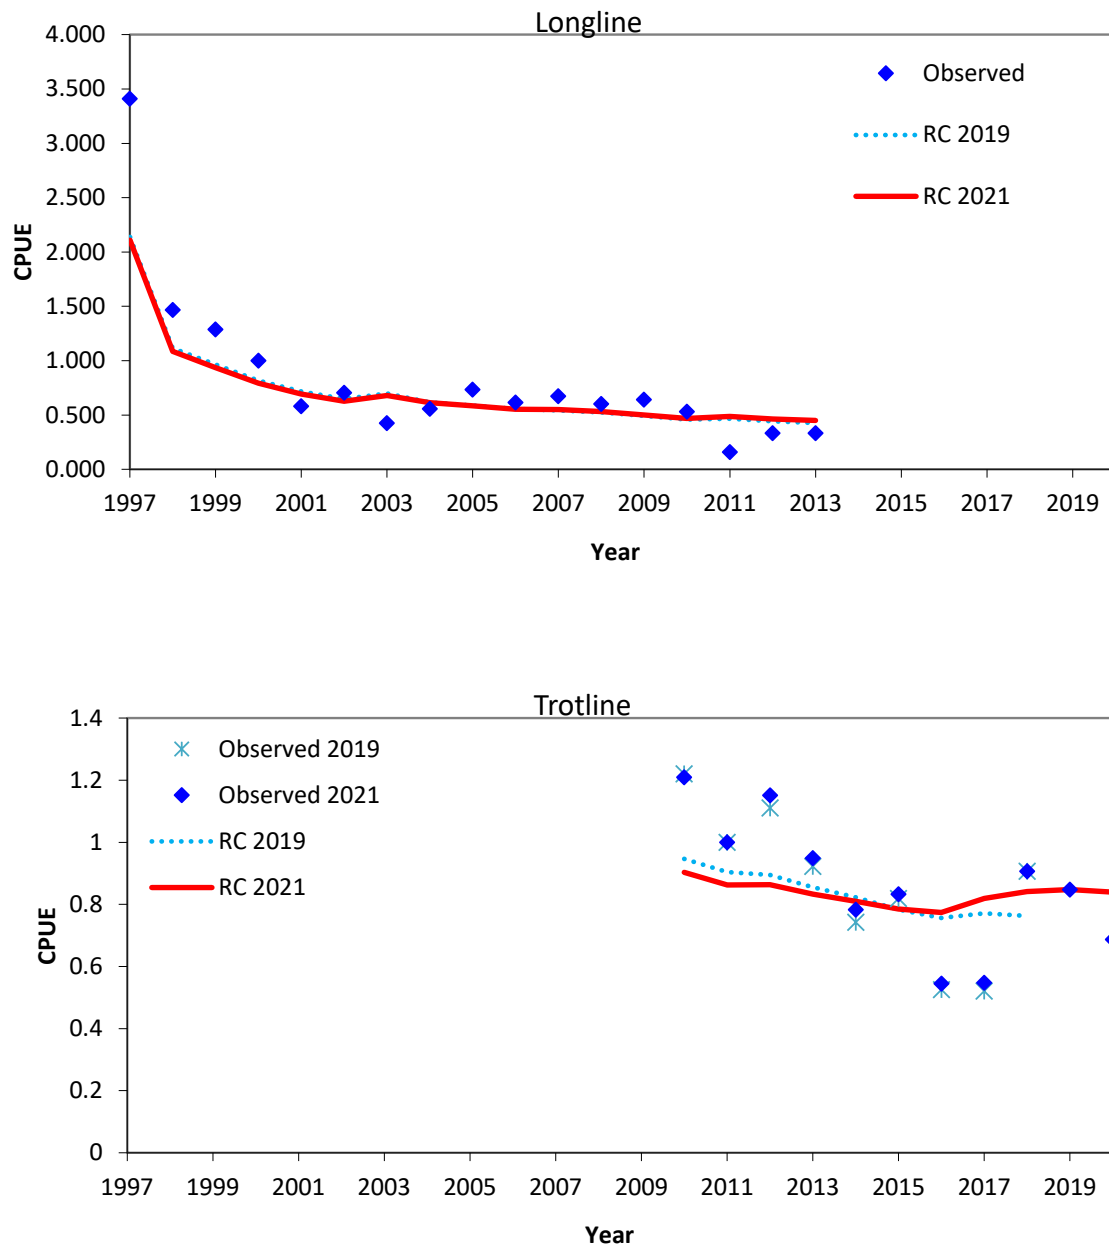 Longline
4.000
3.500
3.000
2.500
2.000
1.500
1.000
0.500
0.000
CPUE
Observed
RC 2019
RC 2021
1997 1999 2001 2003 2005 2007 2009 2011 2013 2015 2017 2019
Year
Trotline
1.4
1.2
1
0.8
0.6
0.4
0.2
0
CPUE
Observed 2019
Observed 2021
RC 2019
RC 2021
1997 1999 2001 2003 2005 2007 2009 2011 2013 2015 2017 2019
Year